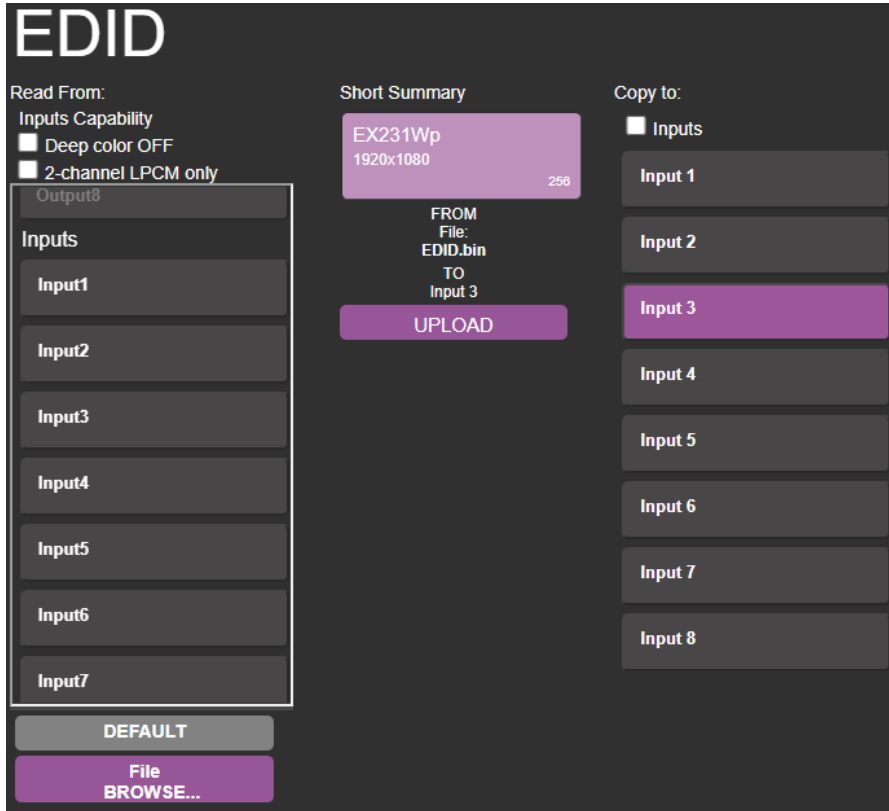 EDID
Read From:
Inputs Capability
Deep color OFF
2-channel LPCM only
Output8
Inputs
Input1
Input2
Input3
Input4
Input5
Input6
Input7
DEFAULT
File
BROWSE...
Short Summary
EX231Wp
1920x1080
256
FROM
File:
EDID.bin
TO
Input 3
UPLOAD
Copy to:
Inputs
Input 1
Input 2
Input 3
Input 4
Input 5
Input 6
Input 7
Input 8